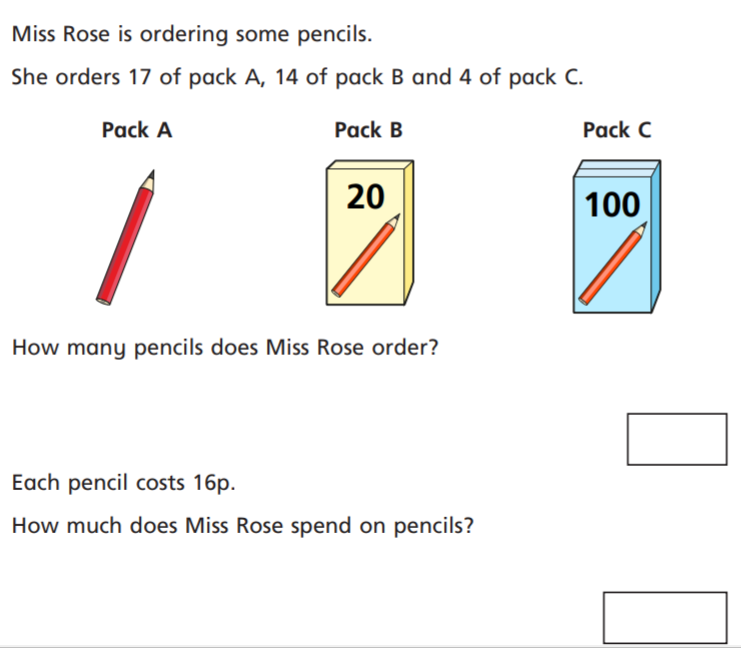 Miss Rose is ordering some pencils.
She orders 17 of pack A, 14 of pack B and 4 of pack C.
Pack A Pack B Pack C
20 100
How many pencils does Miss Rose order?
Each pencil costs 16p.
How much does Miss Rose spend on pencils?